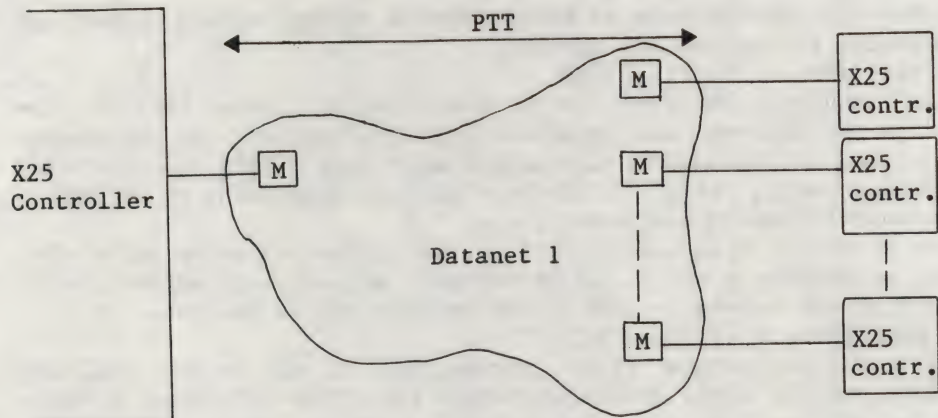 PTT
M
X25
contr.
X25
Controller
M
M
X25
contr.
Datanet 1
M
X25
contr.